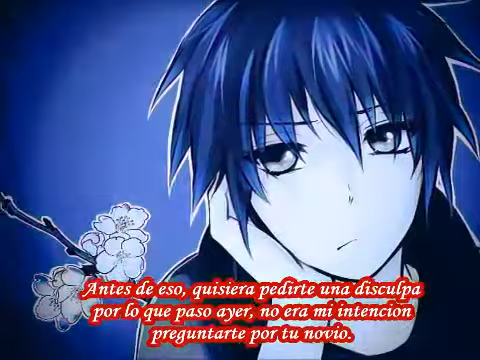 Antes de eso, quisiera pedirte una disculpa
por lo que paso ayer, no era mi intencion
preguntarte por tu novio.